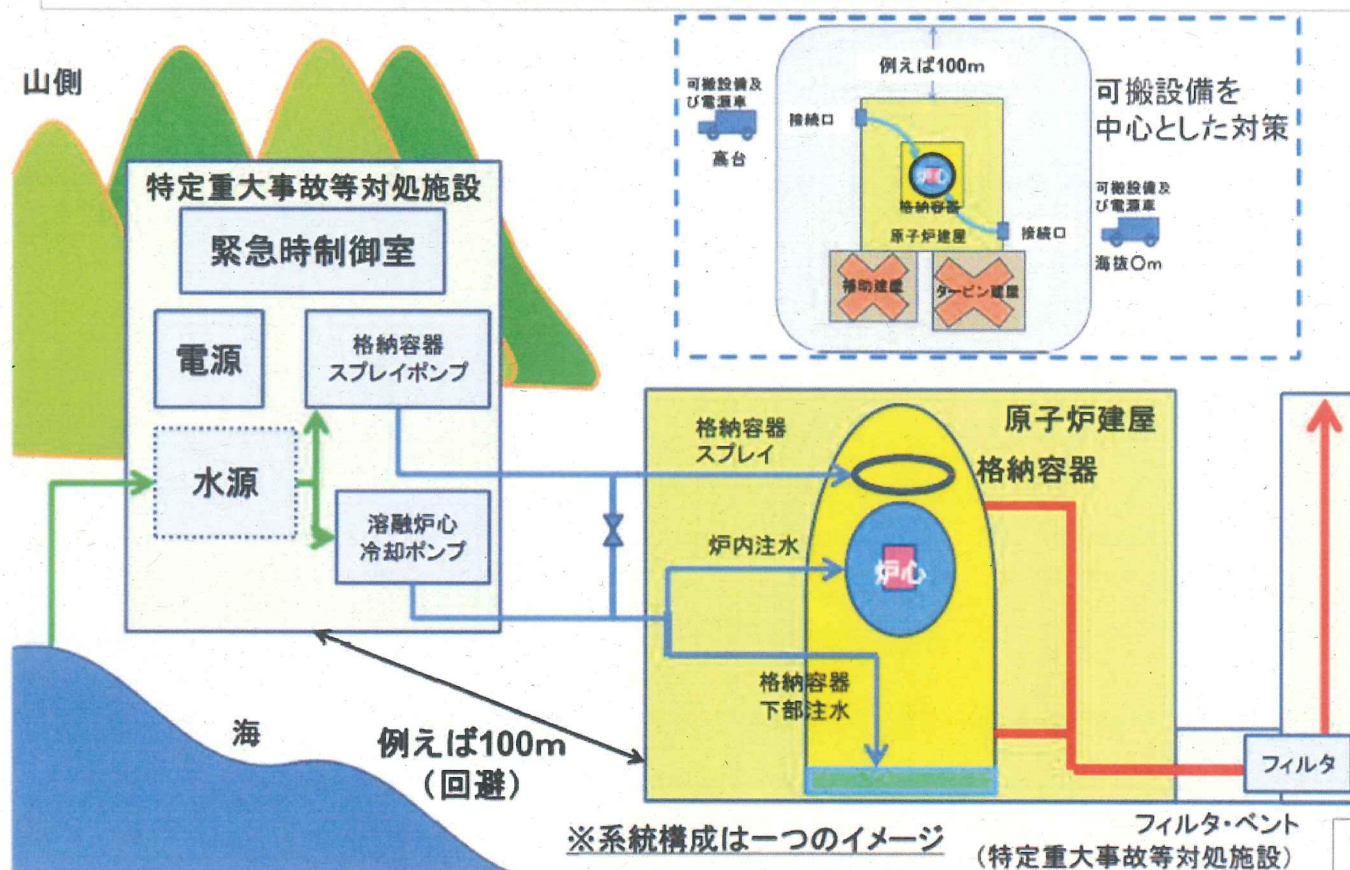 山側
特定重大事故等対処施設
緊急時制御室
電源
格納容器
スプレイポンプ
水源
溶融炉心
冷却ポンプ
海
例えば100m
(回避)
例えば100m
可搬設備及
び電源車
高台
接続口
炉心
格納容器
原子炉建屋
接続口
補助建屋
タービン建屋
可搬設備を
中心とした対策
可搬設備及
び電源車
海抜〇m
原子炉建屋
格納容器
格納容器
スプレイ
炉内注水
炉心
格納容器
下部注水
フィルタ
※系統構成は一つのイメージ
フィルタ・ベント
(特定重大事故等対処施設)